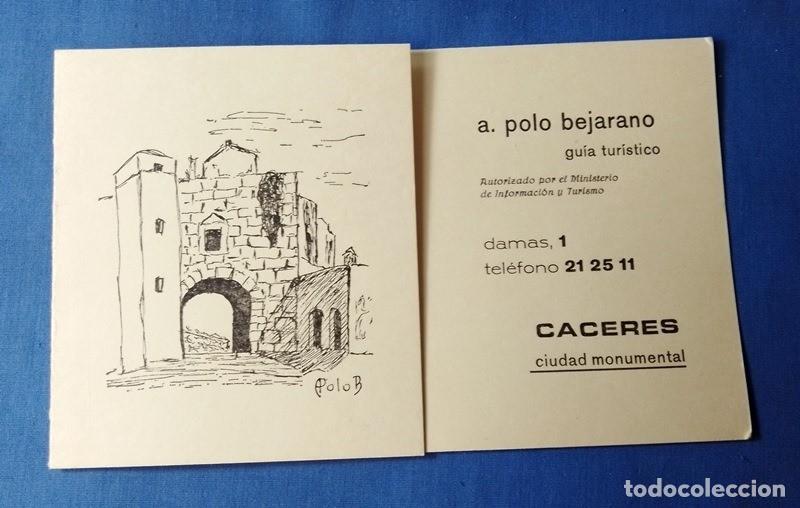 APolo B
a. polo bejarano
guía turístico
Autorizado por el Ministerio
de Información y Turismo
damas, 1
teléfono 21 25 11
CACERES
ciudad monumental
todocoleccion